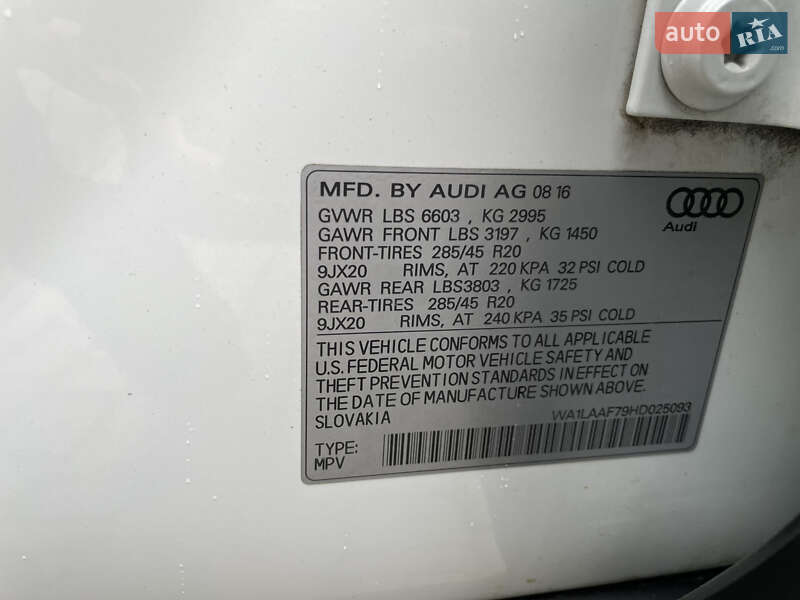 auto RIA .com
MFD. BY AUDI AG 08 16
GVWR LBS 6603 , KG 2995
GAWR FRONT LBS 3197 , KG 1450
FRONT-TIRES 285/45 R20
9JX20 RIMS, AT 220 KPA 32 PSI COLD
GAWR REAR LBS3803 , KG 1725
REAR-TIRES 285/45 R20
9JX20 RIMS, AT 240 KPA 35 PSI COLD
Audi
THIS VEHICLE CONFORMS TO ALL APPLICABLE
U.S. FEDERAL MOTOR VEHICLE SAFETY AND
THEFT PREVENTION STANDARDS IN EFFECT ON
THE DATE OF MANUFACTURE SHOWN ABOVE.
SLOVAKIA
WA1LAAF79HD025093
TYPE:
MPV